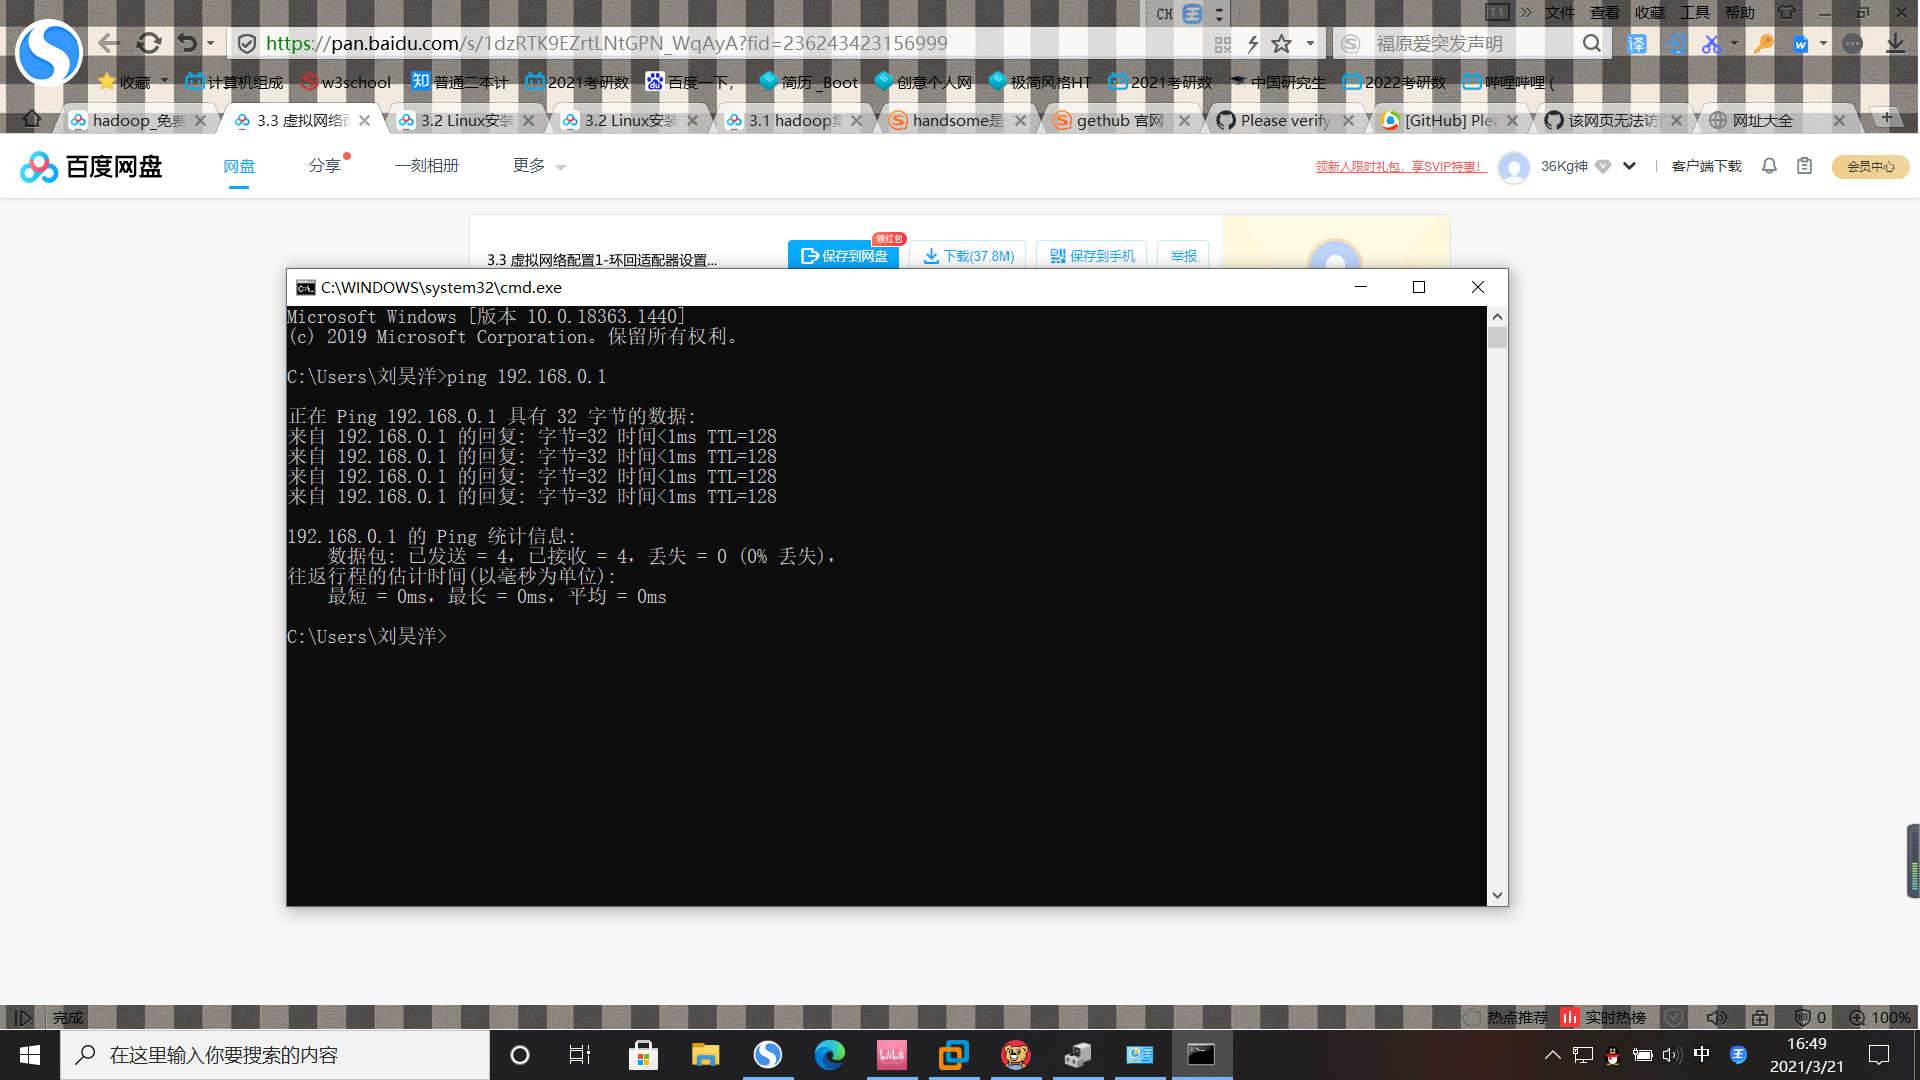 CH
11
文件 查看 收藏 工具 帮助
https://pan.baidu.com/s/1dzRTK9EZrtLNtGPN_WqAyA?fid=236243423156999
福原爱突发声明
译
收藏 计算机组成 w3school 知 普通二本计 2021考研数 百度一下， 简历_Boot 创意个人网 极简风格HT 2021考研数 中国研究生 2022考研数 哔哩哔哩 (
hadoop_免费 3.3 虚拟网络配 3.2 Linux安装 3.2 Linux安装 3.1 hadoop集 handsome是 gethub 官网 Please verify [GitHub] Plea 该网页无法访 网址大全
百度网盘 网盘 分享 一刻相册 更多 领新人限时礼包，享SVIP特惠！ 36Kg神 客户端下载 会员中心
领红包
3.3 虚拟网络配置1-环回适配器设置... 保存到网盘 下载(37.8M) 保存到手机 举报
C:\WINDOWS\system32\cmd.exe
Microsoft Windows [版本 10.0.18363.1440]
(c) 2019 Microsoft Corporation。保留所有权利。
C:\Users\刘昊洋>ping 192.168.0.1
正在 Ping 192.168.0.1 具有 32 字节的数据:
来自 192.168.0.1 的回复: 字节=32 时间<1ms TTL=128
来自 192.168.0.1 的回复: 字节=32 时间<1ms TTL=128
来自 192.168.0.1 的回复: 字节=32 时间<1ms TTL=128
来自 192.168.0.1 的回复: 字节=32 时间<1ms TTL=128
192.168.0.1 的 Ping 统计信息:
数据包: 已发送 = 4，已接收 = 4，丢失 = 0 (0% 丢失)，
往返行程的估计时间(以毫秒为单位):
最短 = 0ms，最长 = 0ms，平均 = 0ms
C:\Users\刘昊洋>
完成 热点推荐 实时热榜 0 100%
在这里输入你要搜索的内容
中
16:49
2021/3/21